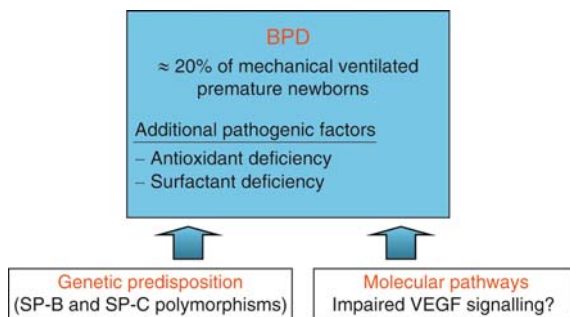 BPD
≈ 20% of mechanical ventilated
premature newborns
Additional pathogenic factors
– Antioxidant deficiency
– Surfactant deficiency
Genetic predisposition
(SP-B and SP-C polymorphisms)
Molecular pathways
Impaired VEGF signalling?